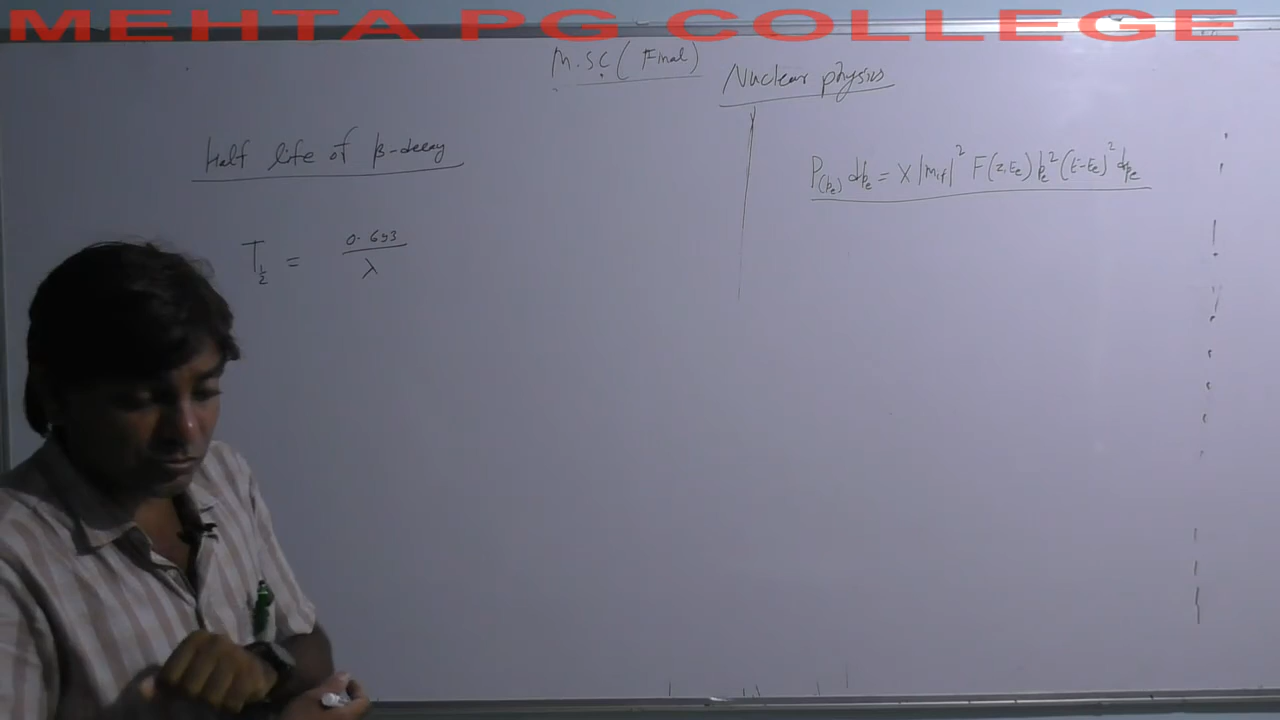 MEHTA PG COLLEGE
M.SC (Final)
Nuclear physics
Half life of β-decay
P(pₑ) dpₑ = X |Mif|² F(Z,Eₑ) pₑ² (E-Eₑ)² dpₑ
T½ = 0.693/λ